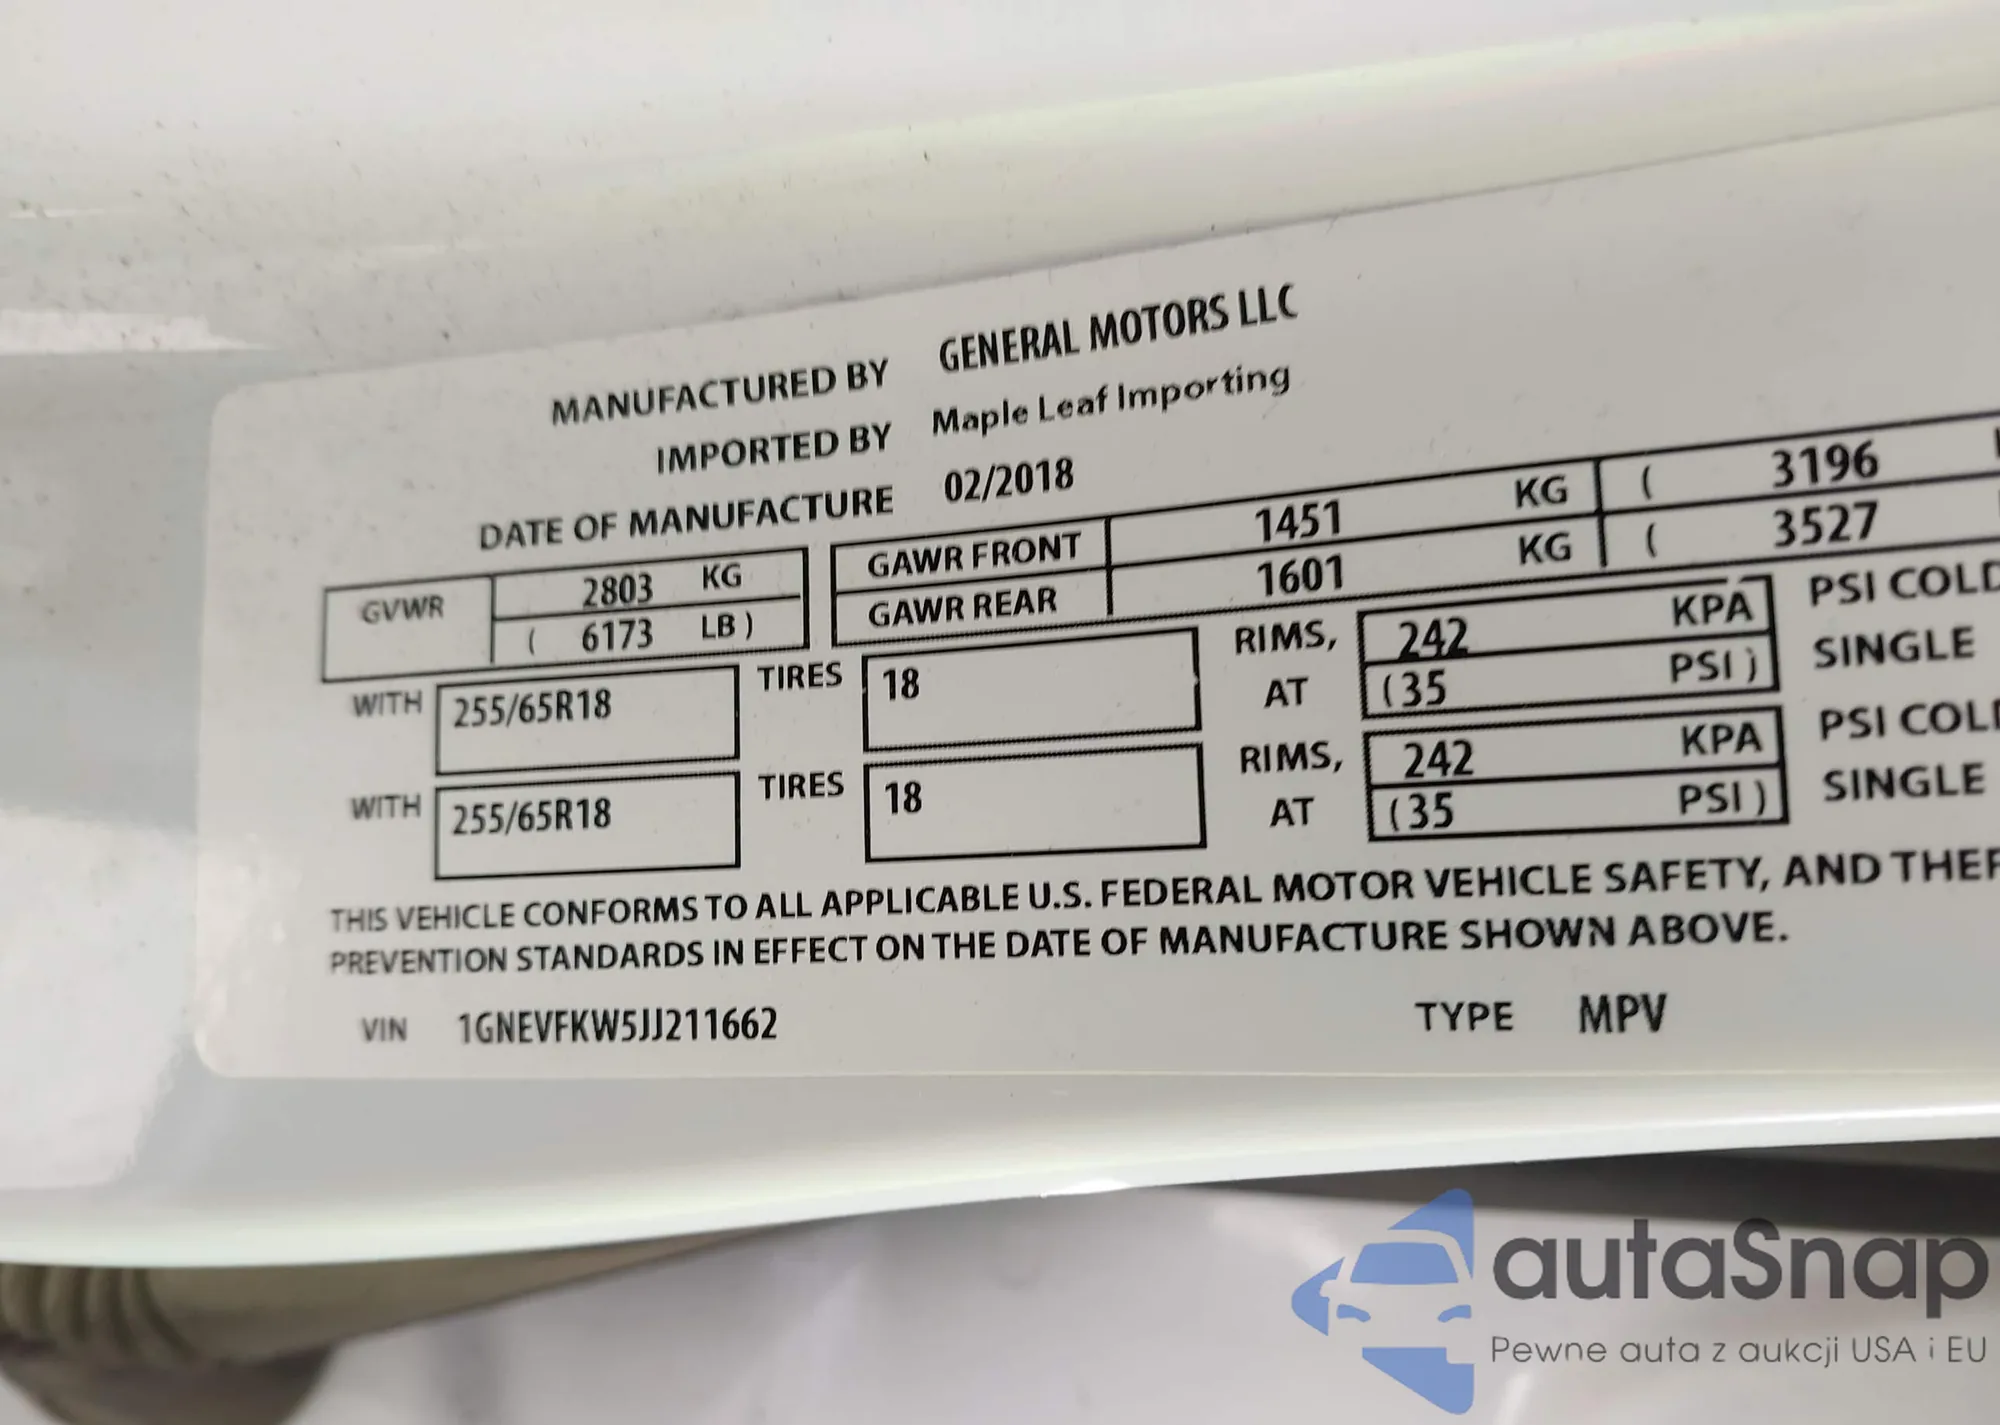 MANUFACTURED BY GENERAL MOTORS LLC
IMPORTED BY Maple Leaf Importing
DATE OF MANUFACTURE 02/2018
GVWR 2803 KG GAWR FRONT 1451 KG ( 3196
( 6173 LB ) GAWR REAR 1601 KG ( 3527
WITH 255/65R18 TIRES 18 RIMS, 242 KPA PSI COLD
AT (35 PSI ) SINGLE
WITH 255/65R18 TIRES 18 RIMS, 242 KPA PSI COLD
AT (35 PSI ) SINGLE
THIS VEHICLE CONFORMS TO ALL APPLICABLE U.S. FEDERAL MOTOR VEHICLE SAFETY, AND THEF
PREVENTION STANDARDS IN EFFECT ON THE DATE OF MANUFACTURE SHOWN ABOVE.
VIN 1GNEVFKW5JJ211662 TYPE MPV
autaSnap
Pewne auta z aukcji USA i EU